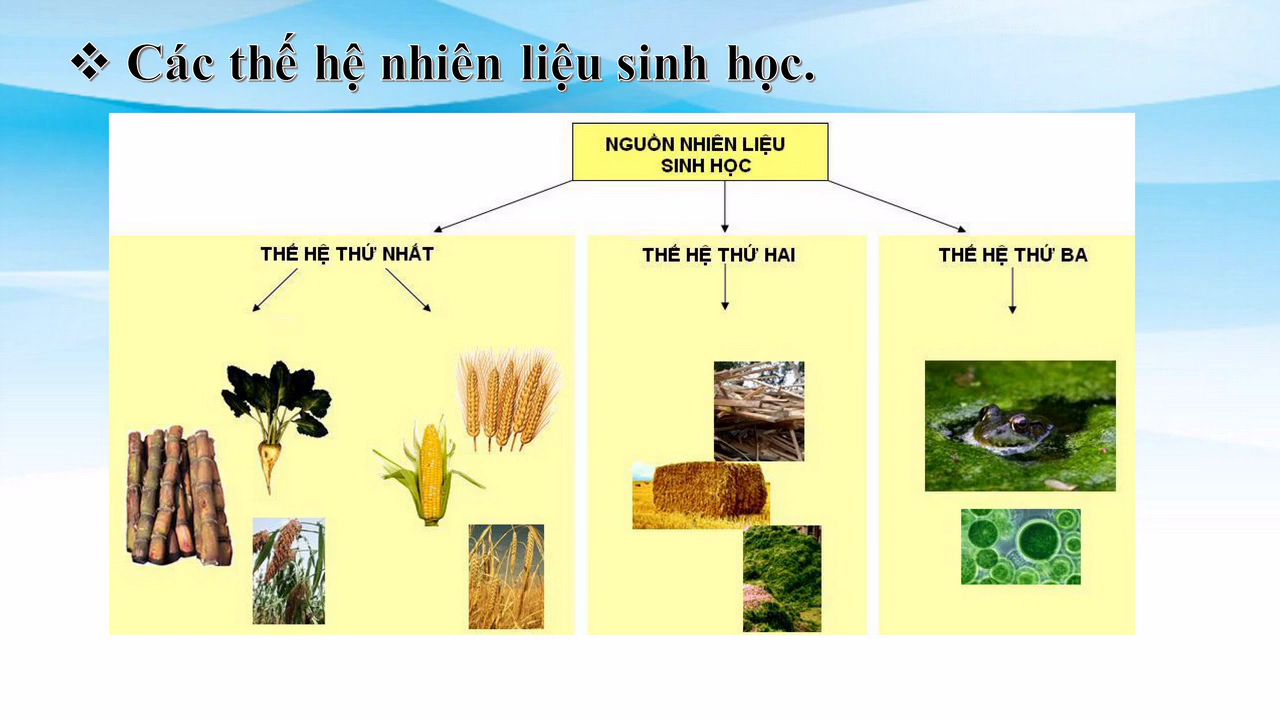 Các thế hệ nhiên liệu sinh học.
NGUỒN NHIÊN LIỆU
SINH HỌC
THẾ HỆ THỨ NHẤT
THẾ HỆ THỨ HAI
THẾ HỆ THỨ BA